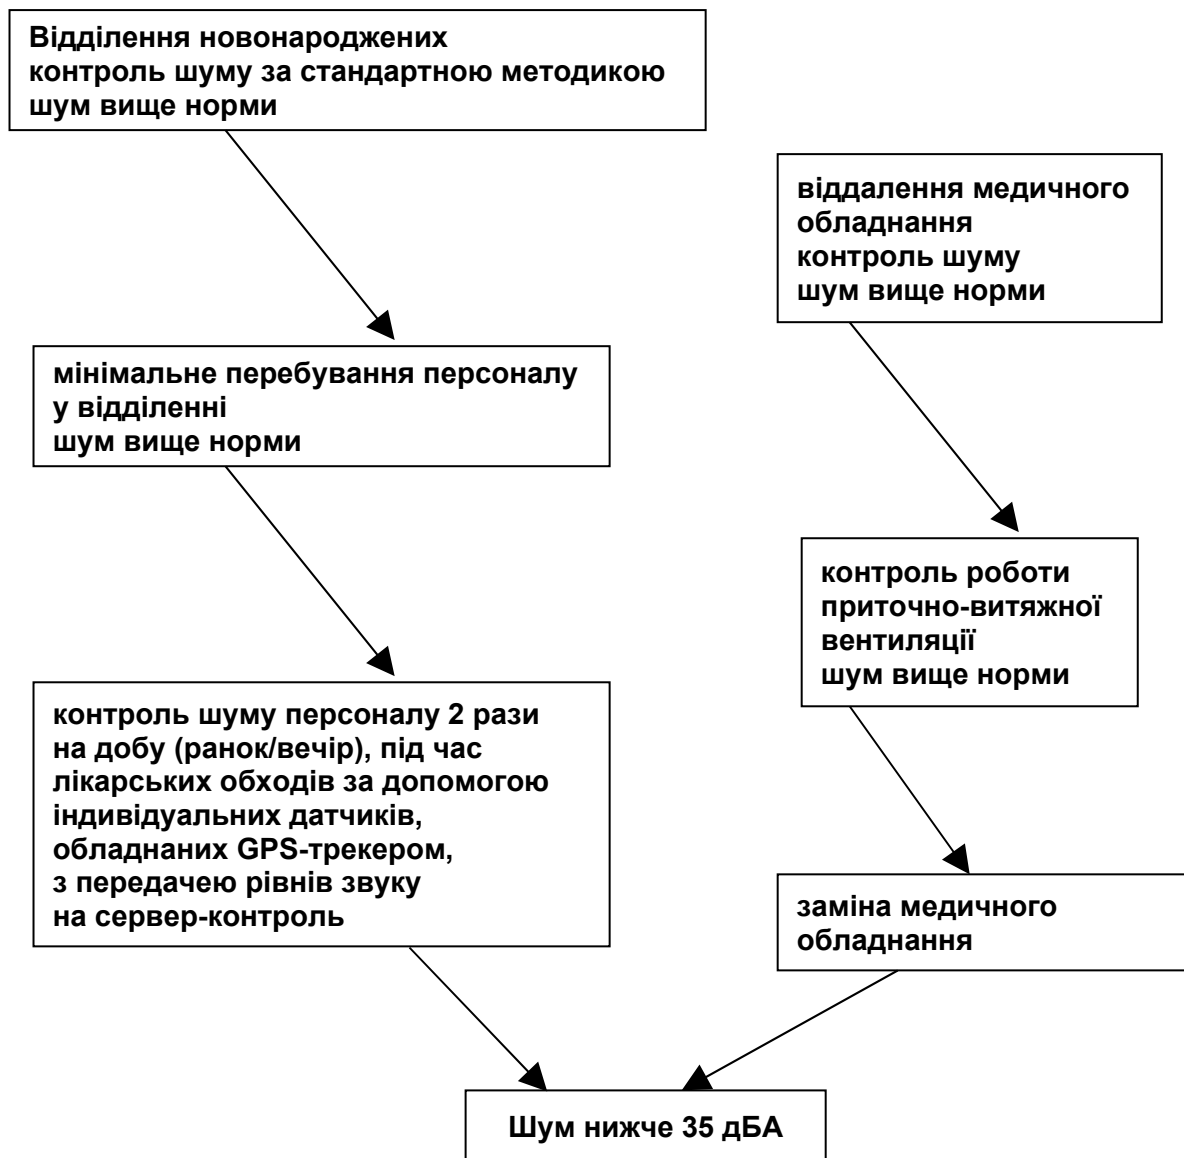 Відділення новонароджених
контроль шуму за стандартною методикою
шум вище норми
мінімальне перебування персоналу
у відділенні
шум вище норми
контроль шуму персоналу 2 рази
на добу (ранок/вечір), під час
лікарських обходів за допомогою
індивідуальних датчиків,
обладнаних GPS-трекером,
з передачею рівнів звуку
на сервер-контроль
віддалення медичного
обладнання
контроль шуму
шум вище норми
контроль роботи
приточно-витяжної
вентиляції
шум вище норми
заміна медичного
обладнання
Шум нижче 35 дБА